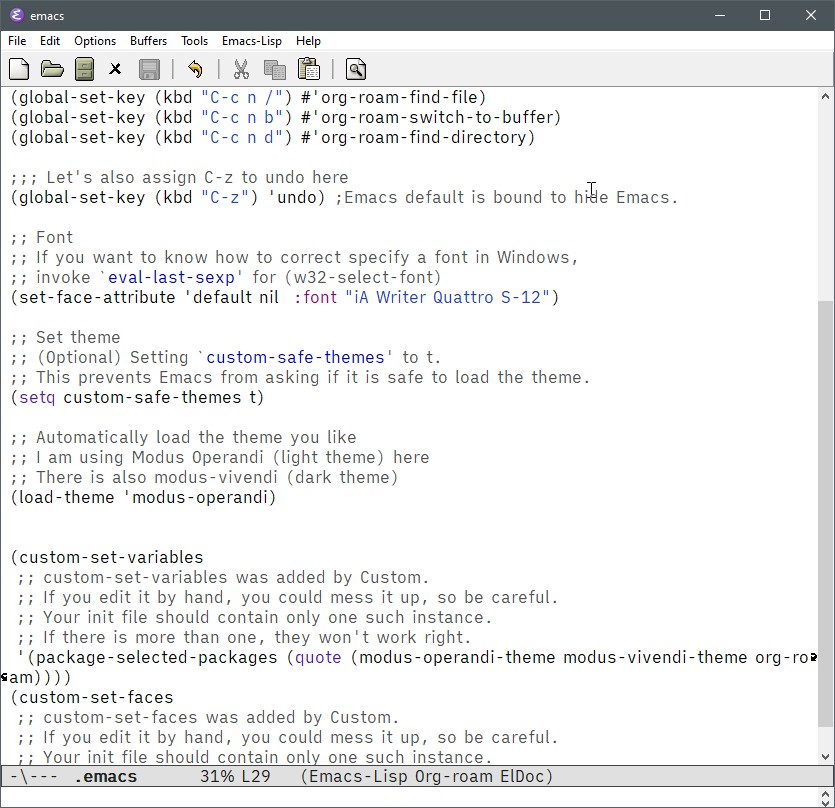 emacs
File Edit Options Buffers Tools Emacs-Lisp Help
(global-set-key (kbd "C-c n /") #'org-roam-find-file)
(global-set-key (kbd "C-c n b") #'org-roam-switch-to-buffer)
(global-set-key (kbd "C-c n d") #'org-roam-find-directory)
;;; Let's also assign C-z to undo here
(global-set-key (kbd "C-z") 'undo) ;Emacs default is bound to hide Emacs.
;; Font
;; If you want to know how to correct specify a font in Windows,
;; invoke `eval-last-sexp' for (w32-select-font)
(set-face-attribute 'default nil :font "iA Writer Quattro S-12")
;; Set theme
;; (Optional) Setting `custom-safe-themes' to t.
;; This prevents Emacs from asking if it is safe to load the theme.
(setq custom-safe-themes t)
;; Automatically load the theme you like
;; I am using Modus Operandi (light theme) here
;; There is also modus-vivendi (dark theme)
(load-theme 'modus-operandi)
(custom-set-variables
;; custom-set-variables was added by Custom.
;; If you edit it by hand, you could mess it up, so be careful.
;; Your init file should contain only one such instance.
;; If there is more than one, they won't work right.
'(package-selected-packages (quote (modus-operandi-theme modus-vivendi-theme org-ro
am))))
(custom-set-faces
;; custom-set-faces was added by Custom.
;; If you edit it by hand, you could mess it up, so be careful.
;; Your init file should contain only one such instance.
-\--- .emacs 31% L29 (Emacs-Lisp Org-roam ElDoc)